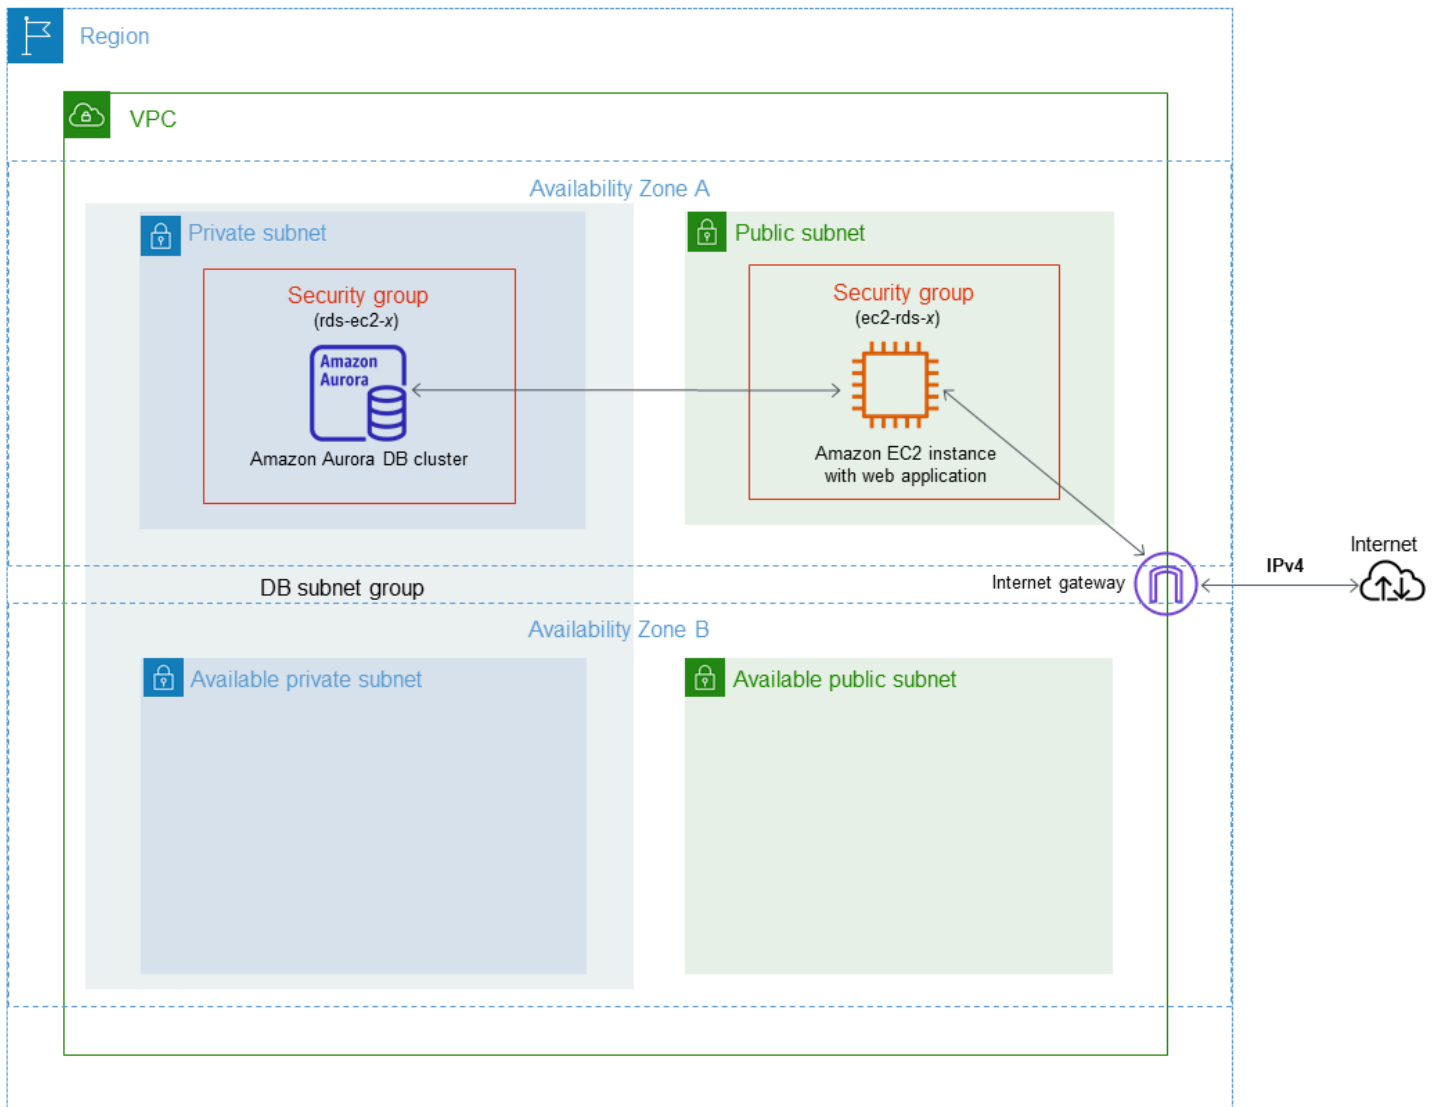 Region
VPC
Availability Zone A
Private subnet
Public subnet
Security group
(rds-ec2-x)
Security group
(ec2-rds-x)
Amazon
Aurora
Amazon Aurora DB cluster
Amazon EC2 instance
with web application
Internet
IPv4
Internet gateway
DB subnet group
Availability Zone B
Available private subnet
Available public subnet